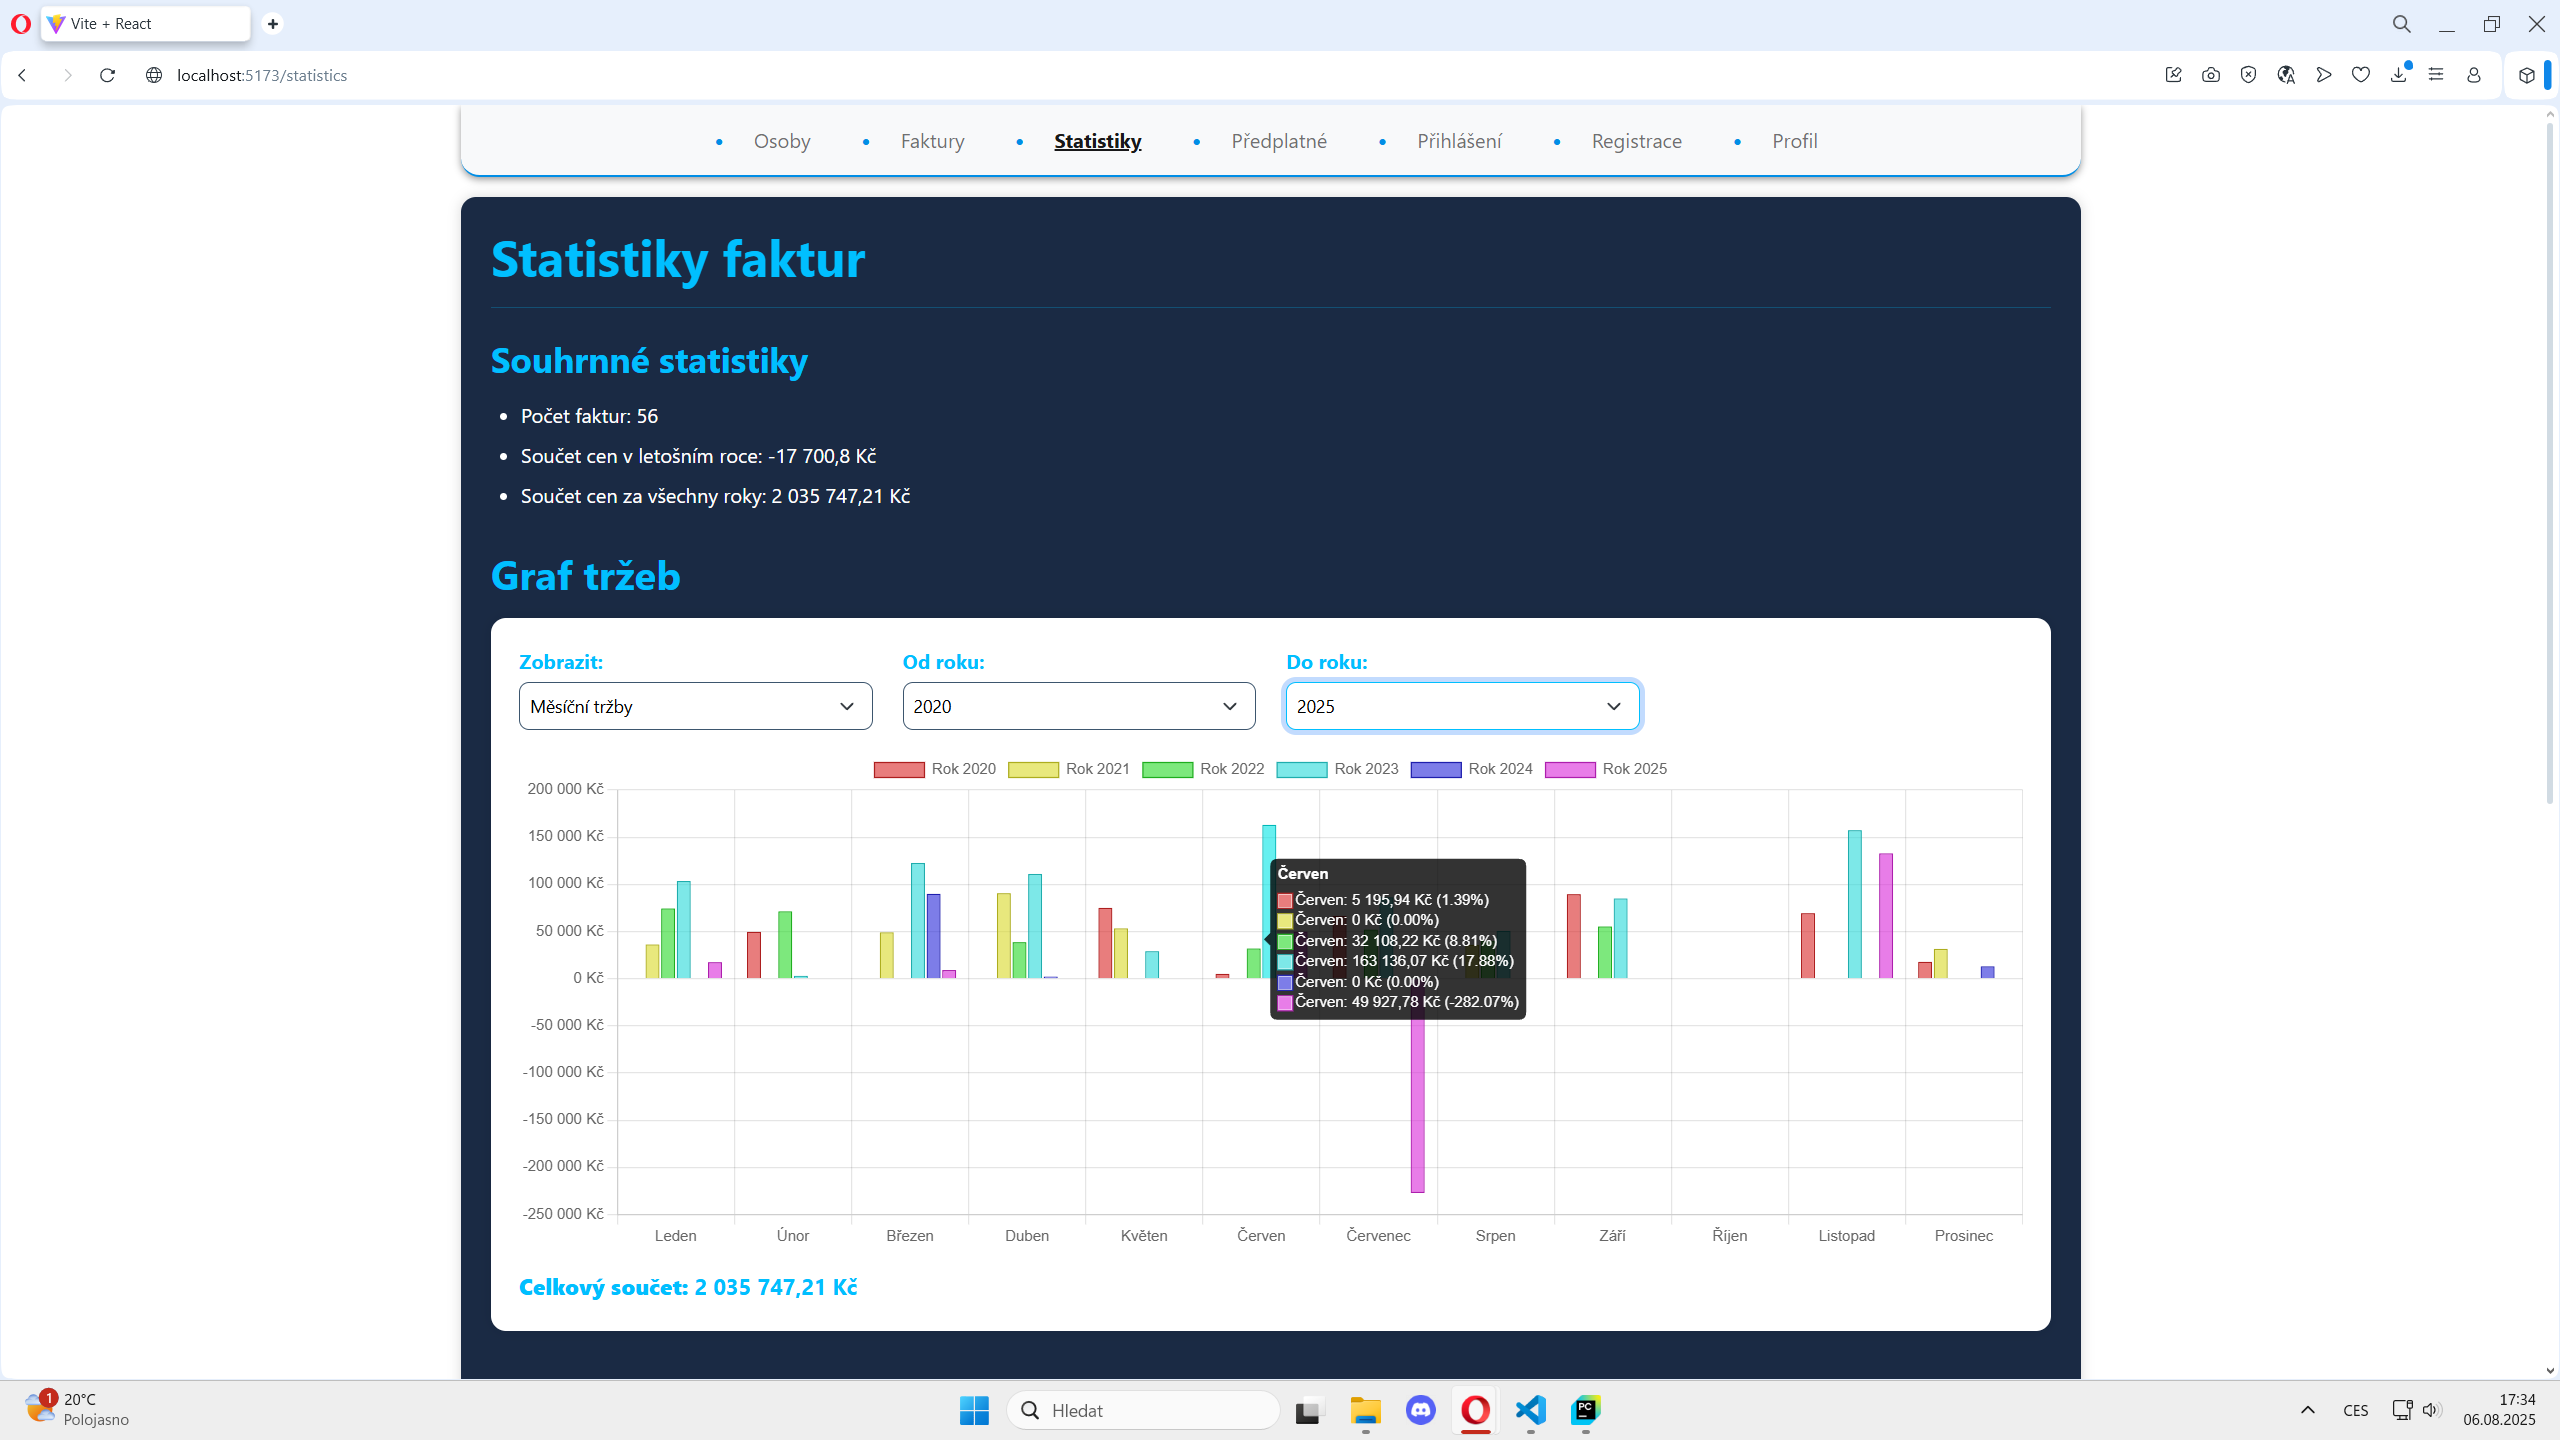 Vite + React
localhost:5173/statistics
Osoby
Faktury
Statistiky
Předplatné
Přihlášení
Registrace
Profil
Statistiky faktur
Souhrnné statistiky
Počet faktur: 56
Součet cen v letošním roce: -17 700,8 Kč
Součet cen za všechny roky: 2 035 747,21 Kč
Graf tržeb
Zobrazit:
Od roku:
Do roku:
Měsíční tržby
2020
2025
Rok 2020
Rok 2021
Rok 2022
Rok 2023
Rok 2024
Rok 2025
200 000 Kč
150 000 Kč
100 000 Kč
50 000 Kč
0 Kč
-50 000 Kč
-100 000 Kč
-150 000 Kč
-200 000 Kč
-250 000 Kč
Červen
Červen: 5 195,94 Kč (1.39%)
Červen: 0 Kč (0.00%)
Červen: 32 108,22 Kč (8.81%)
Červen: 163 136,07 Kč (17.88%)
Červen: 0 Kč (0.00%)
Červen: 49 927,78 Kč (-282.07%)
Leden
Únor
Březen
Duben
Květen
Červen
Červenec
Srpen
Září
Říjen
Listopad
Prosinec
Celkový součet: 2 035 747,21 Kč
1
20°C
Polojasno
Hledat
PC
CES
17:34
06.08.2025